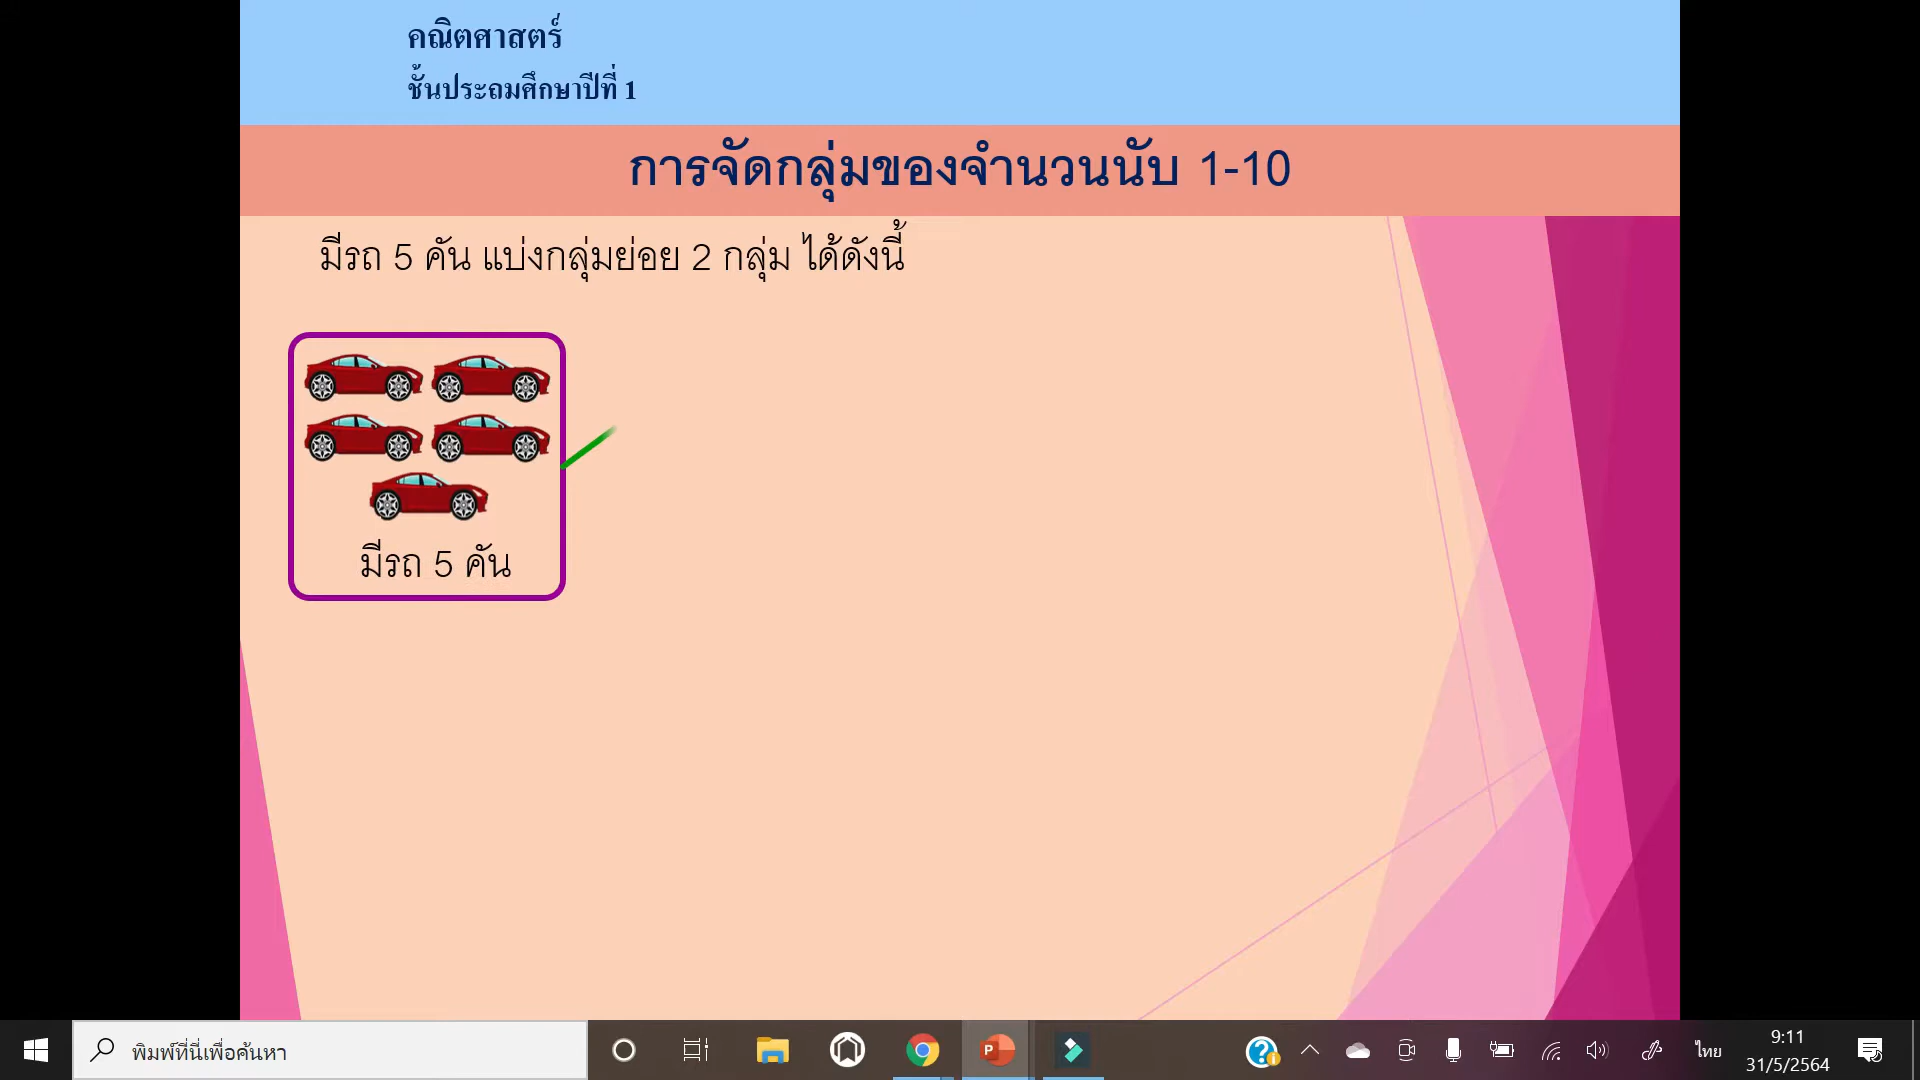 คณิตศาสตร์
ชั้นประถมศึกษาปีที่ 1
การจัดกลุ่มของจำนวนนับ 1-10
มีรถ 5 คัน แบ่งกลุ่มย่อย 2 กลุ่ม ได้ดังนี้
มีรถ 5 คัน
พิมพ์ที่นี่เพื่อค้นหา
ไทย
9:11
31/5/2564